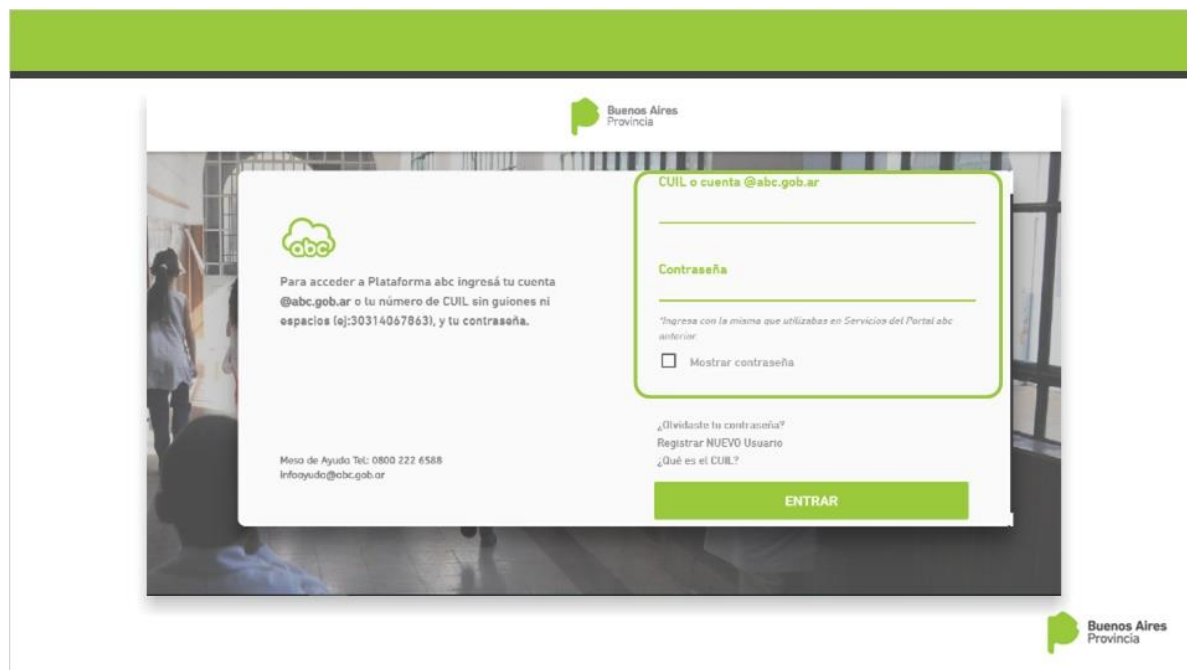 Buenos Aires
Provincia
abc
Para acceder a Plataforma abc ingresá tu cuenta
@abc.gob.ar o tu número de CUIL sin guiones ni
espacios (ej:30314067863), y tu contraseña.
Mesa de Ayuda Tel: 0800 222 6588
infoayuda@abc.gob.ar
CUIL o cuenta @abc.gob.ar
Contraseña
*Ingresa con la misma que utilizabas en Servicios del Portal abc
anterior.
Mostrar contraseña
¿Olvidaste tu contraseña?
Registrar NUEVO Usuario
¿Qué es el CUIL?
ENTRAR
Buenos Aires
Provincia